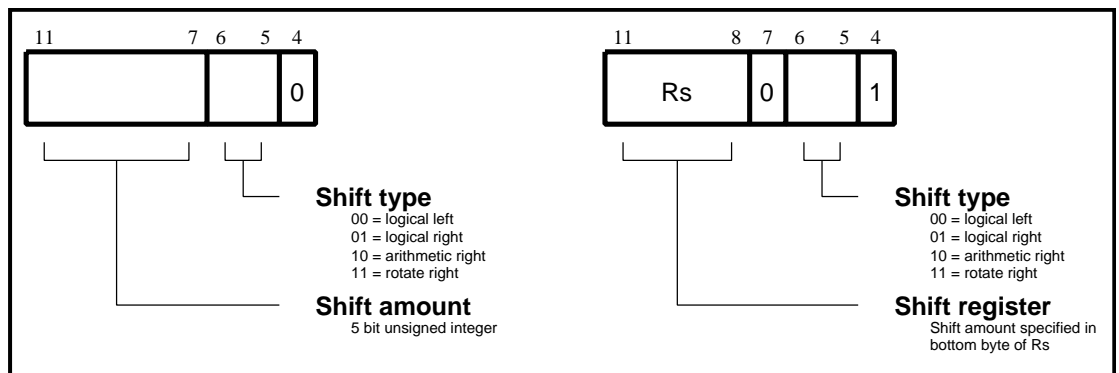 11 7 6 5 4
0
Shift type
00 = logical left
01 = logical right
10 = arithmetic right
11 = rotate right
Shift amount
5 bit unsigned integer
11 8 7 6 5 4
Rs 0 1
Shift type
00 = logical left
01 = logical right
10 = arithmetic right
11 = rotate right
Shift register
Shift amount specified in
bottom byte of Rs